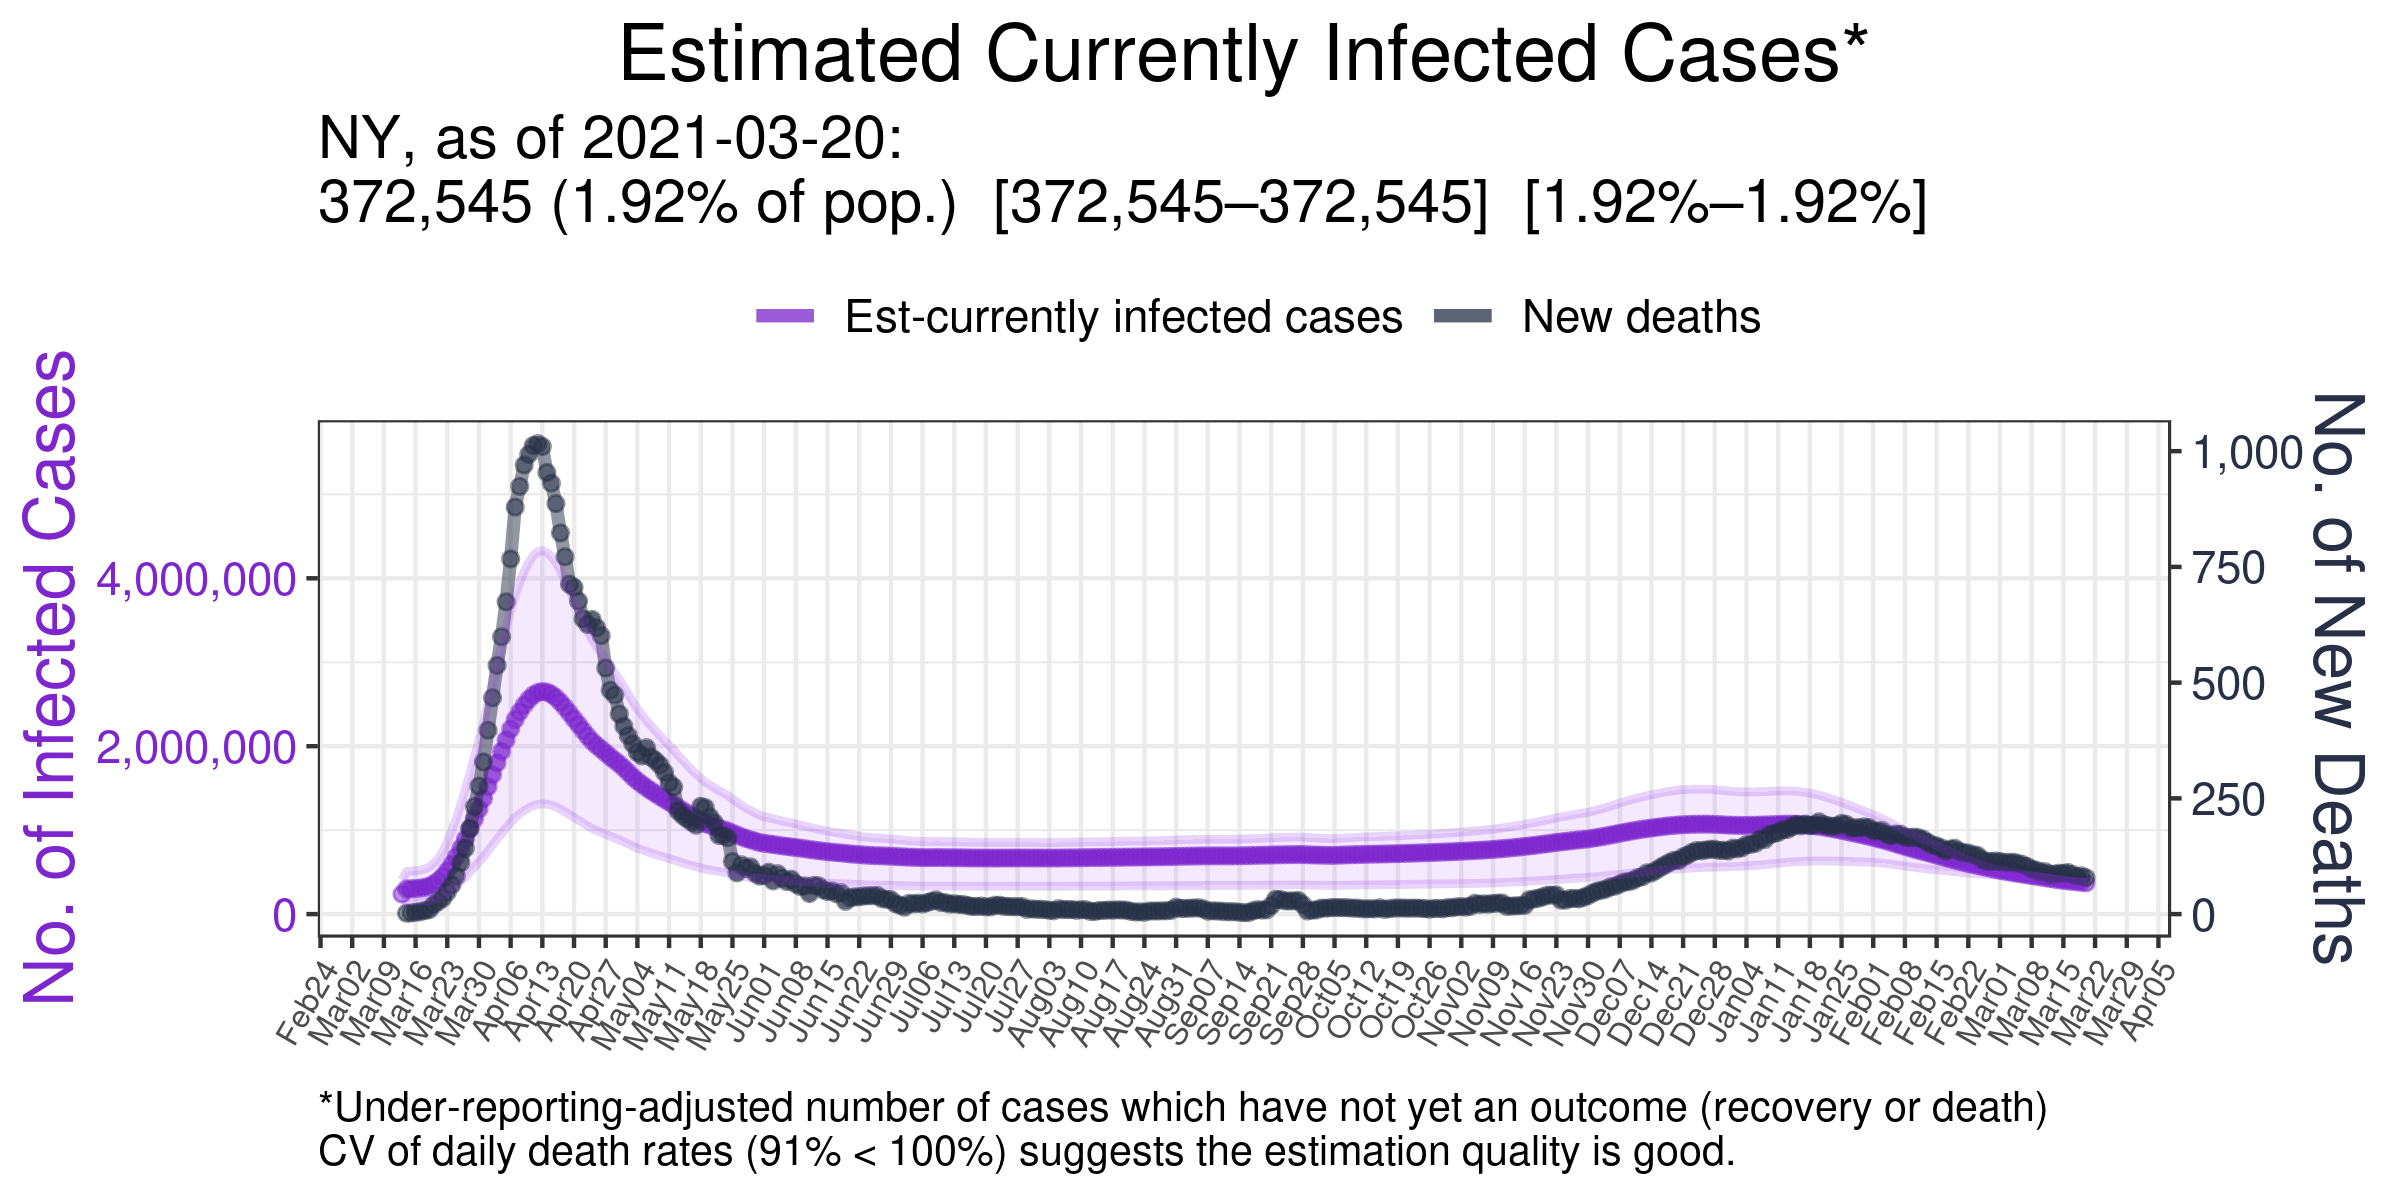 Estimated Currently Infected Cases*
NY, as of 2021-03-20:
372,545 (1.92% of pop.)  [372,545–372,545]  [1.92%–1.92%]
Est-currently infected cases
New deaths
No. of Infected Cases
4,000,000
2,000,000
0
1,000
750
500
250
0
No. of New Deaths
Feb24
Mar02
Mar09
Mar16
Mar23
Mar30
Apr06
Apr13
Apr20
Apr27
May04
May11
May18
May25
Jun01
Jun08
Jun15
Jun22
Jun29
Jul06
Jul13
Jul20
Jul27
Aug03
Aug10
Aug17
Aug24
Aug31
Sep07
Sep14
Sep21
Sep28
Oct05
Oct12
Oct19
Oct26
Nov02
Nov09
Nov16
Nov23
Nov30
Dec07
Dec14
Dec21
Dec28
Jan04
Jan11
Jan18
Jan25
Feb01
Feb08
Feb15
Feb22
Mar01
Mar08
Mar15
Mar22
Mar29
Apr05
*Under-reporting-adjusted number of cases which have not yet an outcome (recovery or death)
CV of daily death rates (91% < 100%) suggests the estimation quality is good.